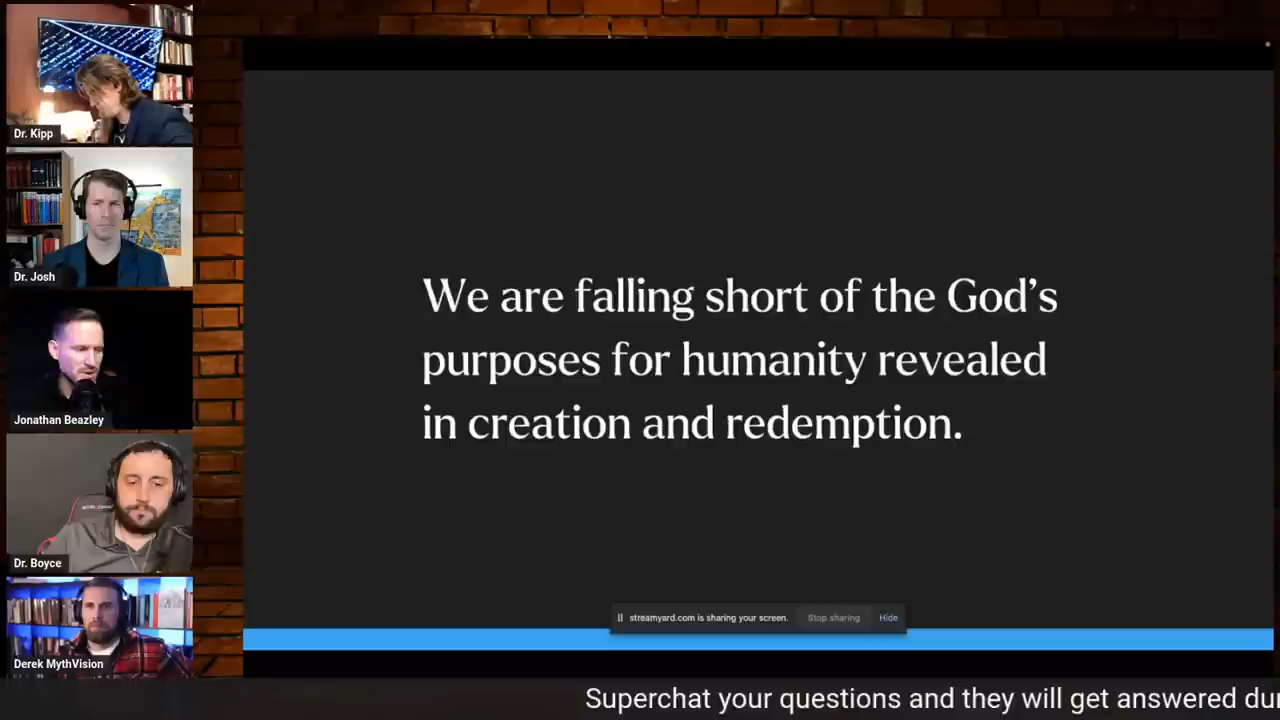 Dr. Kipp
Dr. Josh
Jonathan Beazley
Dr. Boyce
Derek MythVision
We are falling short of the God’s
purposes for humanity revealed
in creation and redemption.
streamyard.com is sharing your screen. Stop sharing Hide
Superchat your questions and they will get answered du